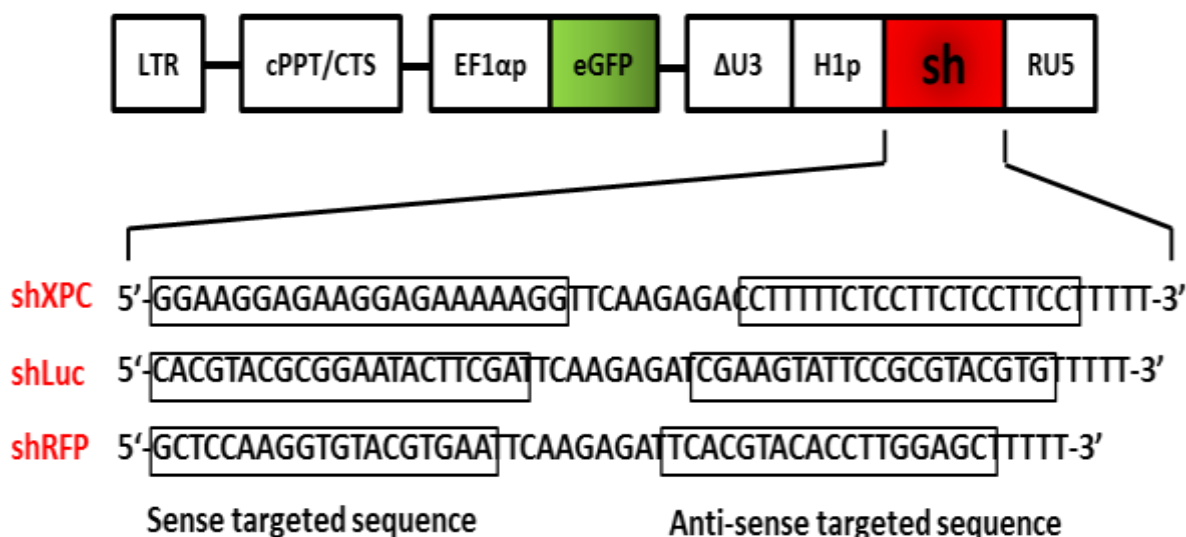 LTR cPPT/CTS EF1αp eGFP ΔU3 H1p sh RU5
shXPC 5'-GGAAGGAGAAGGAGAAAAAGGTTCAAGAGACCTTTTTCTCCTTCTCCTTCCTTTTT-3'
shLuc 5'-CACGTACGCGGAATACTTCGATTCAAGAGATCGAAGTATTCCGCGTACGTGTTTTT-3'
shRFP 5'-GCTCCAAGGTGTACGTGAATTCAAGAGATTCACGTACACCTTGGAGCTTTTT-3'
Sense targeted sequence Anti-sense targeted sequence